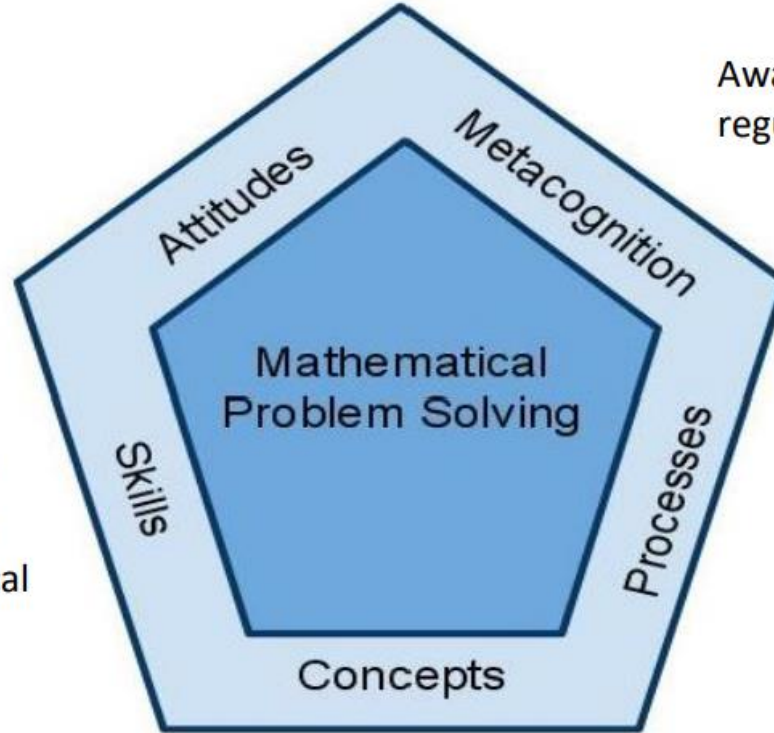 Attitudes
Metacognition
Mathematical
Problem Solving
Skills
Processes
Concepts